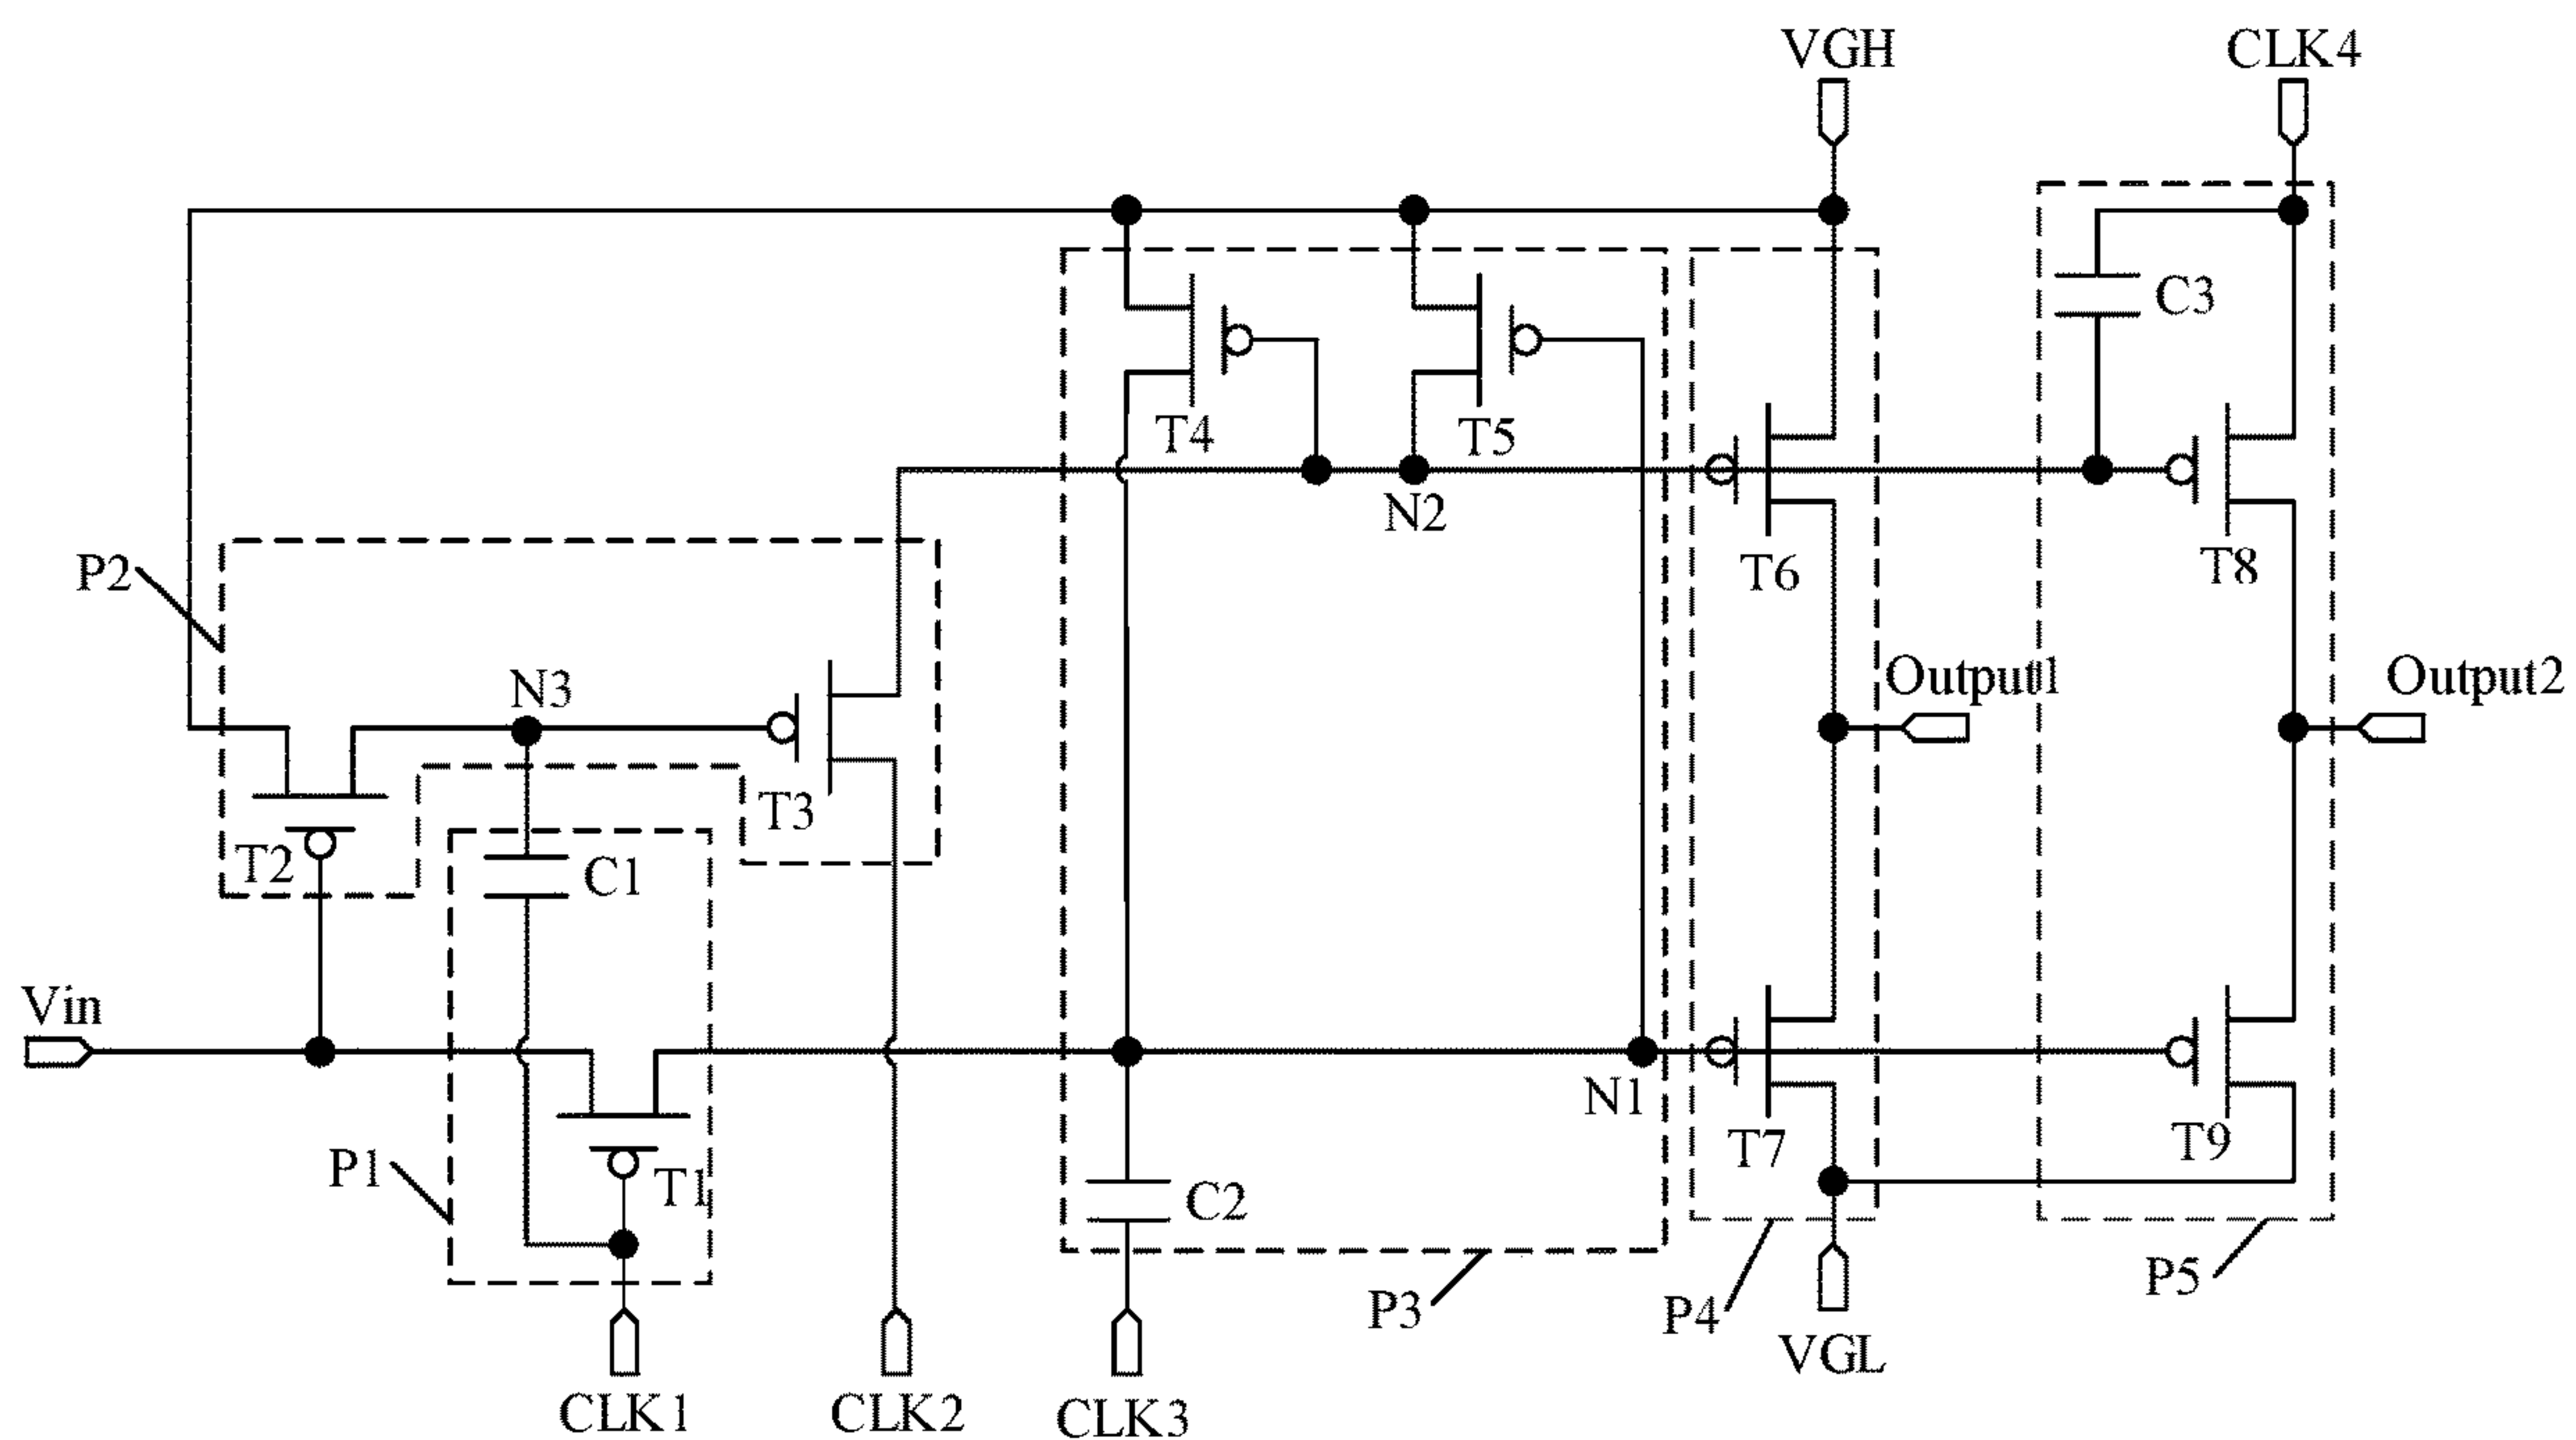 VGH
CLK4
C3
T4
T5
N2
T6
T8
P2
N3
Output1
Output2
T3
T2
C1
Vin
N1
T7
T9
P1
T1
C2
P3
P4
P5
VGL
CLK1
CLK2
CLK3